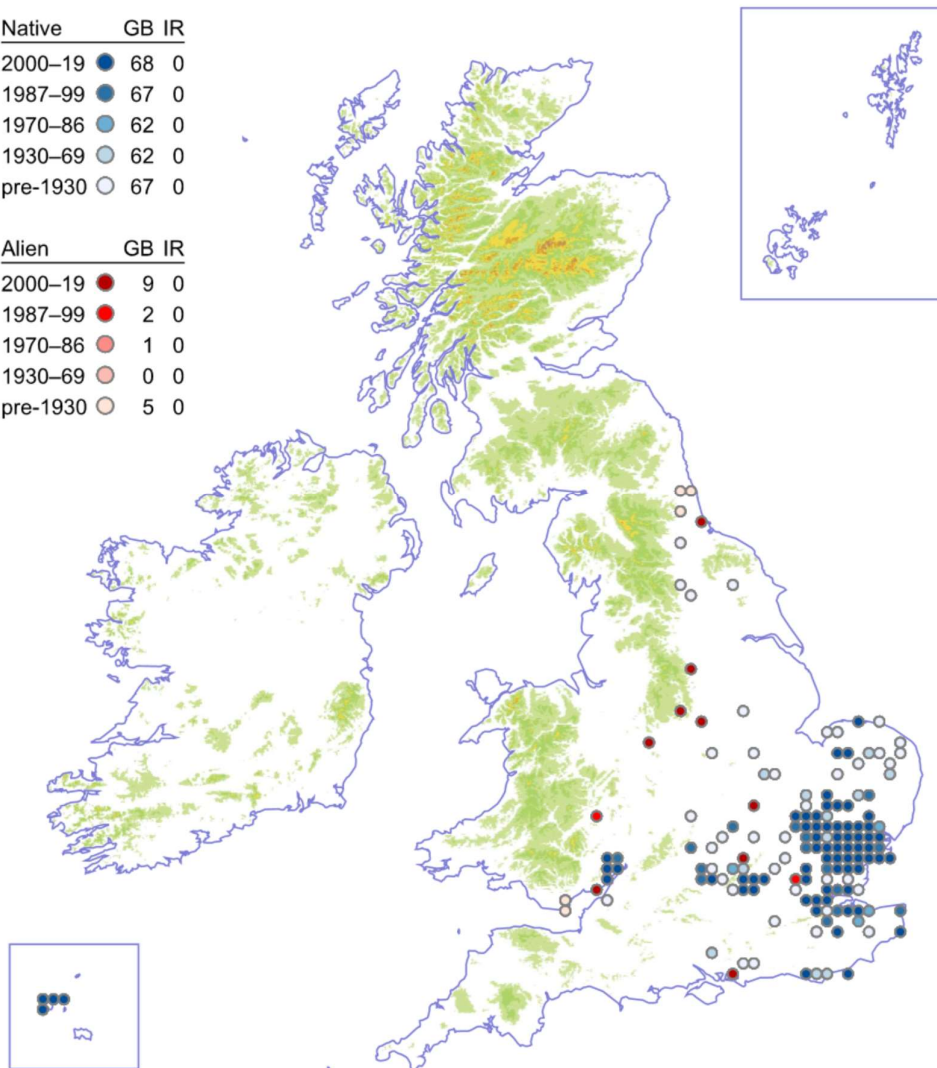 Native GB IR
2000–19 68 0
1987–99 67 0
1970–86 62 0
1930–69 62 0
pre-1930 67 0
Alien GB IR
2000–19 9 0
1987–99 2 0
1970–86 1 0
1930–69 0 0
pre-1930 5 0